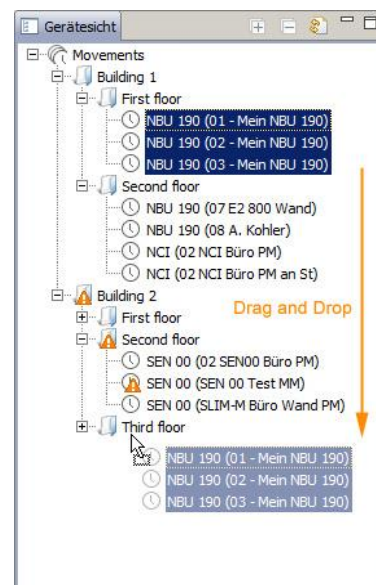 Gerätesicht
Movements
Building 1
First floor
NBU 190 (01 - Mein NBU 190)
NBU 190 (02 - Mein NBU 190)
NBU 190 (03 - Mein NBU 190)
Second floor
NBU 190 (07 E2 800 Wand)
NBU 190 (08 A. Kohler)
NCI (02 NCI Büro PM)
NCI (02 NCI Büro PM an St)
Building 2
First floor
Drag and Drop
Second floor
SEN 00 (02 SEN00 Büro PM)
SEN 00 (SEN 00 Test MM)
SEN 00 (SLIM-M Büro Wand PM)
Third floor
NBU 190 (01 - Mein NBU 190)
NBU 190 (02 - Mein NBU 190)
NBU 190 (03 - Mein NBU 190)